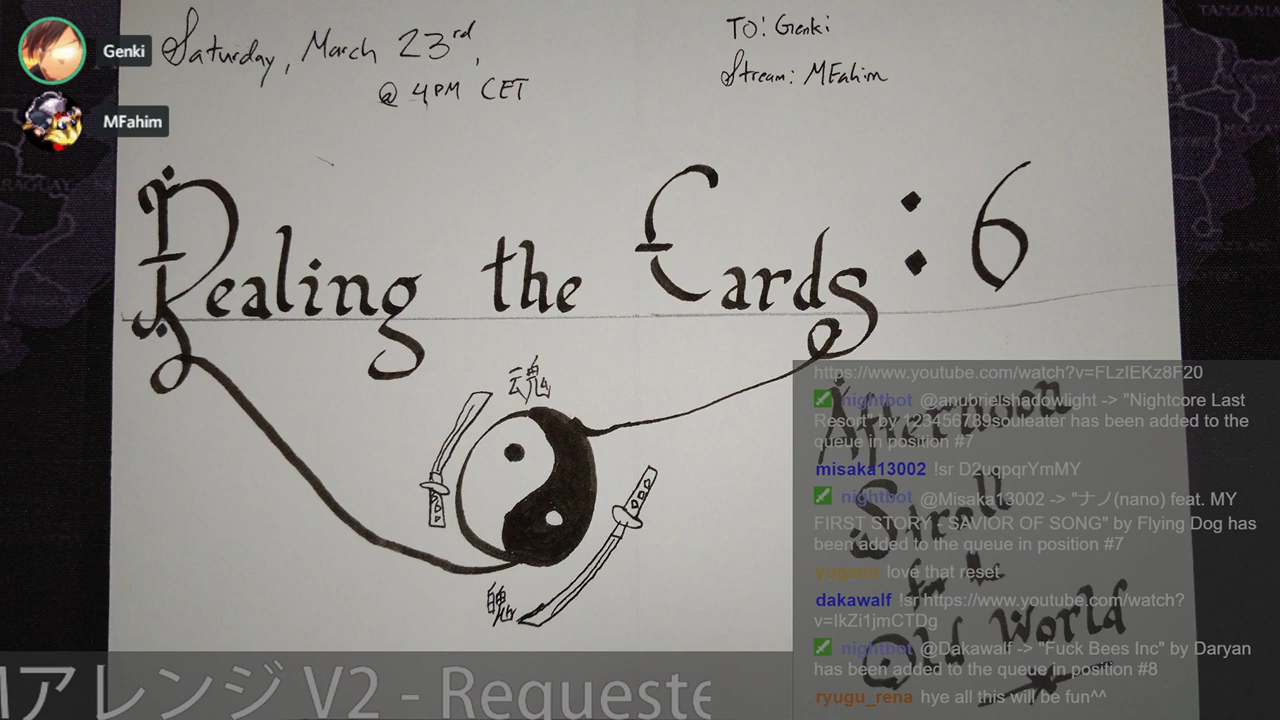 Genki
MFahim
Saturday, March 23rd,
@ 4PM CET
TO: Genki
Stream: MFahim
Dealing the Cards: 6
魂
魄
Afternoon
Stroll
for the
Old World
https://www.youtube.com/watch?v=FLzIEKz8F20
nightbot @anubrielshadowlight -> "Nightcore Last
Resort" by 123456789souleater has been added to the
queue in position #7
misaka13002 !sr D2uqpqrYmMY
nightbot @Misaka13002 -> "ナノ(nano) feat. MY
FIRST STORY「SAVIOR OF SONG" by Flying Dog has
been added to the queue in position #7
yugariu love that reset
dakawalf !sr https://www.youtube.com/watch?
v=IkZi1jmCTDg
nightbot @Dakawalf -> "Fuck Bees Inc" by Daryan
has been added to the queue in position #8
ryugu_rena hye all this will be fun^^
アレンジ V2 - Requeste